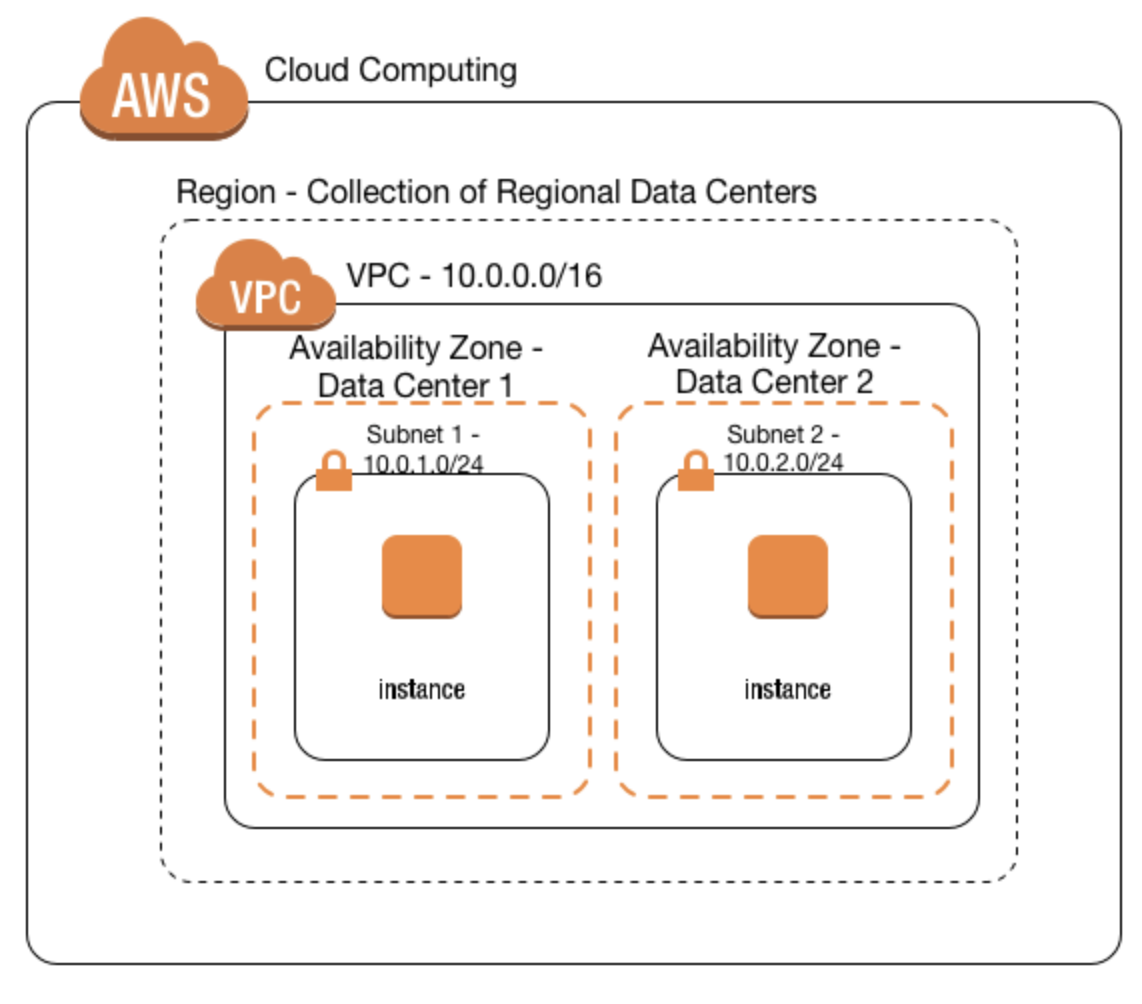 AWS
Cloud Computing
Region - Collection of Regional Data Centers
VPC
VPC - 10.0.0.0/16
Availability Zone -
Data Center 1
Availability Zone -
Data Center 2
Subnet 1 -
10.0.1.0/24
Subnet 2 -
10.0.2.0/24
instance
instance